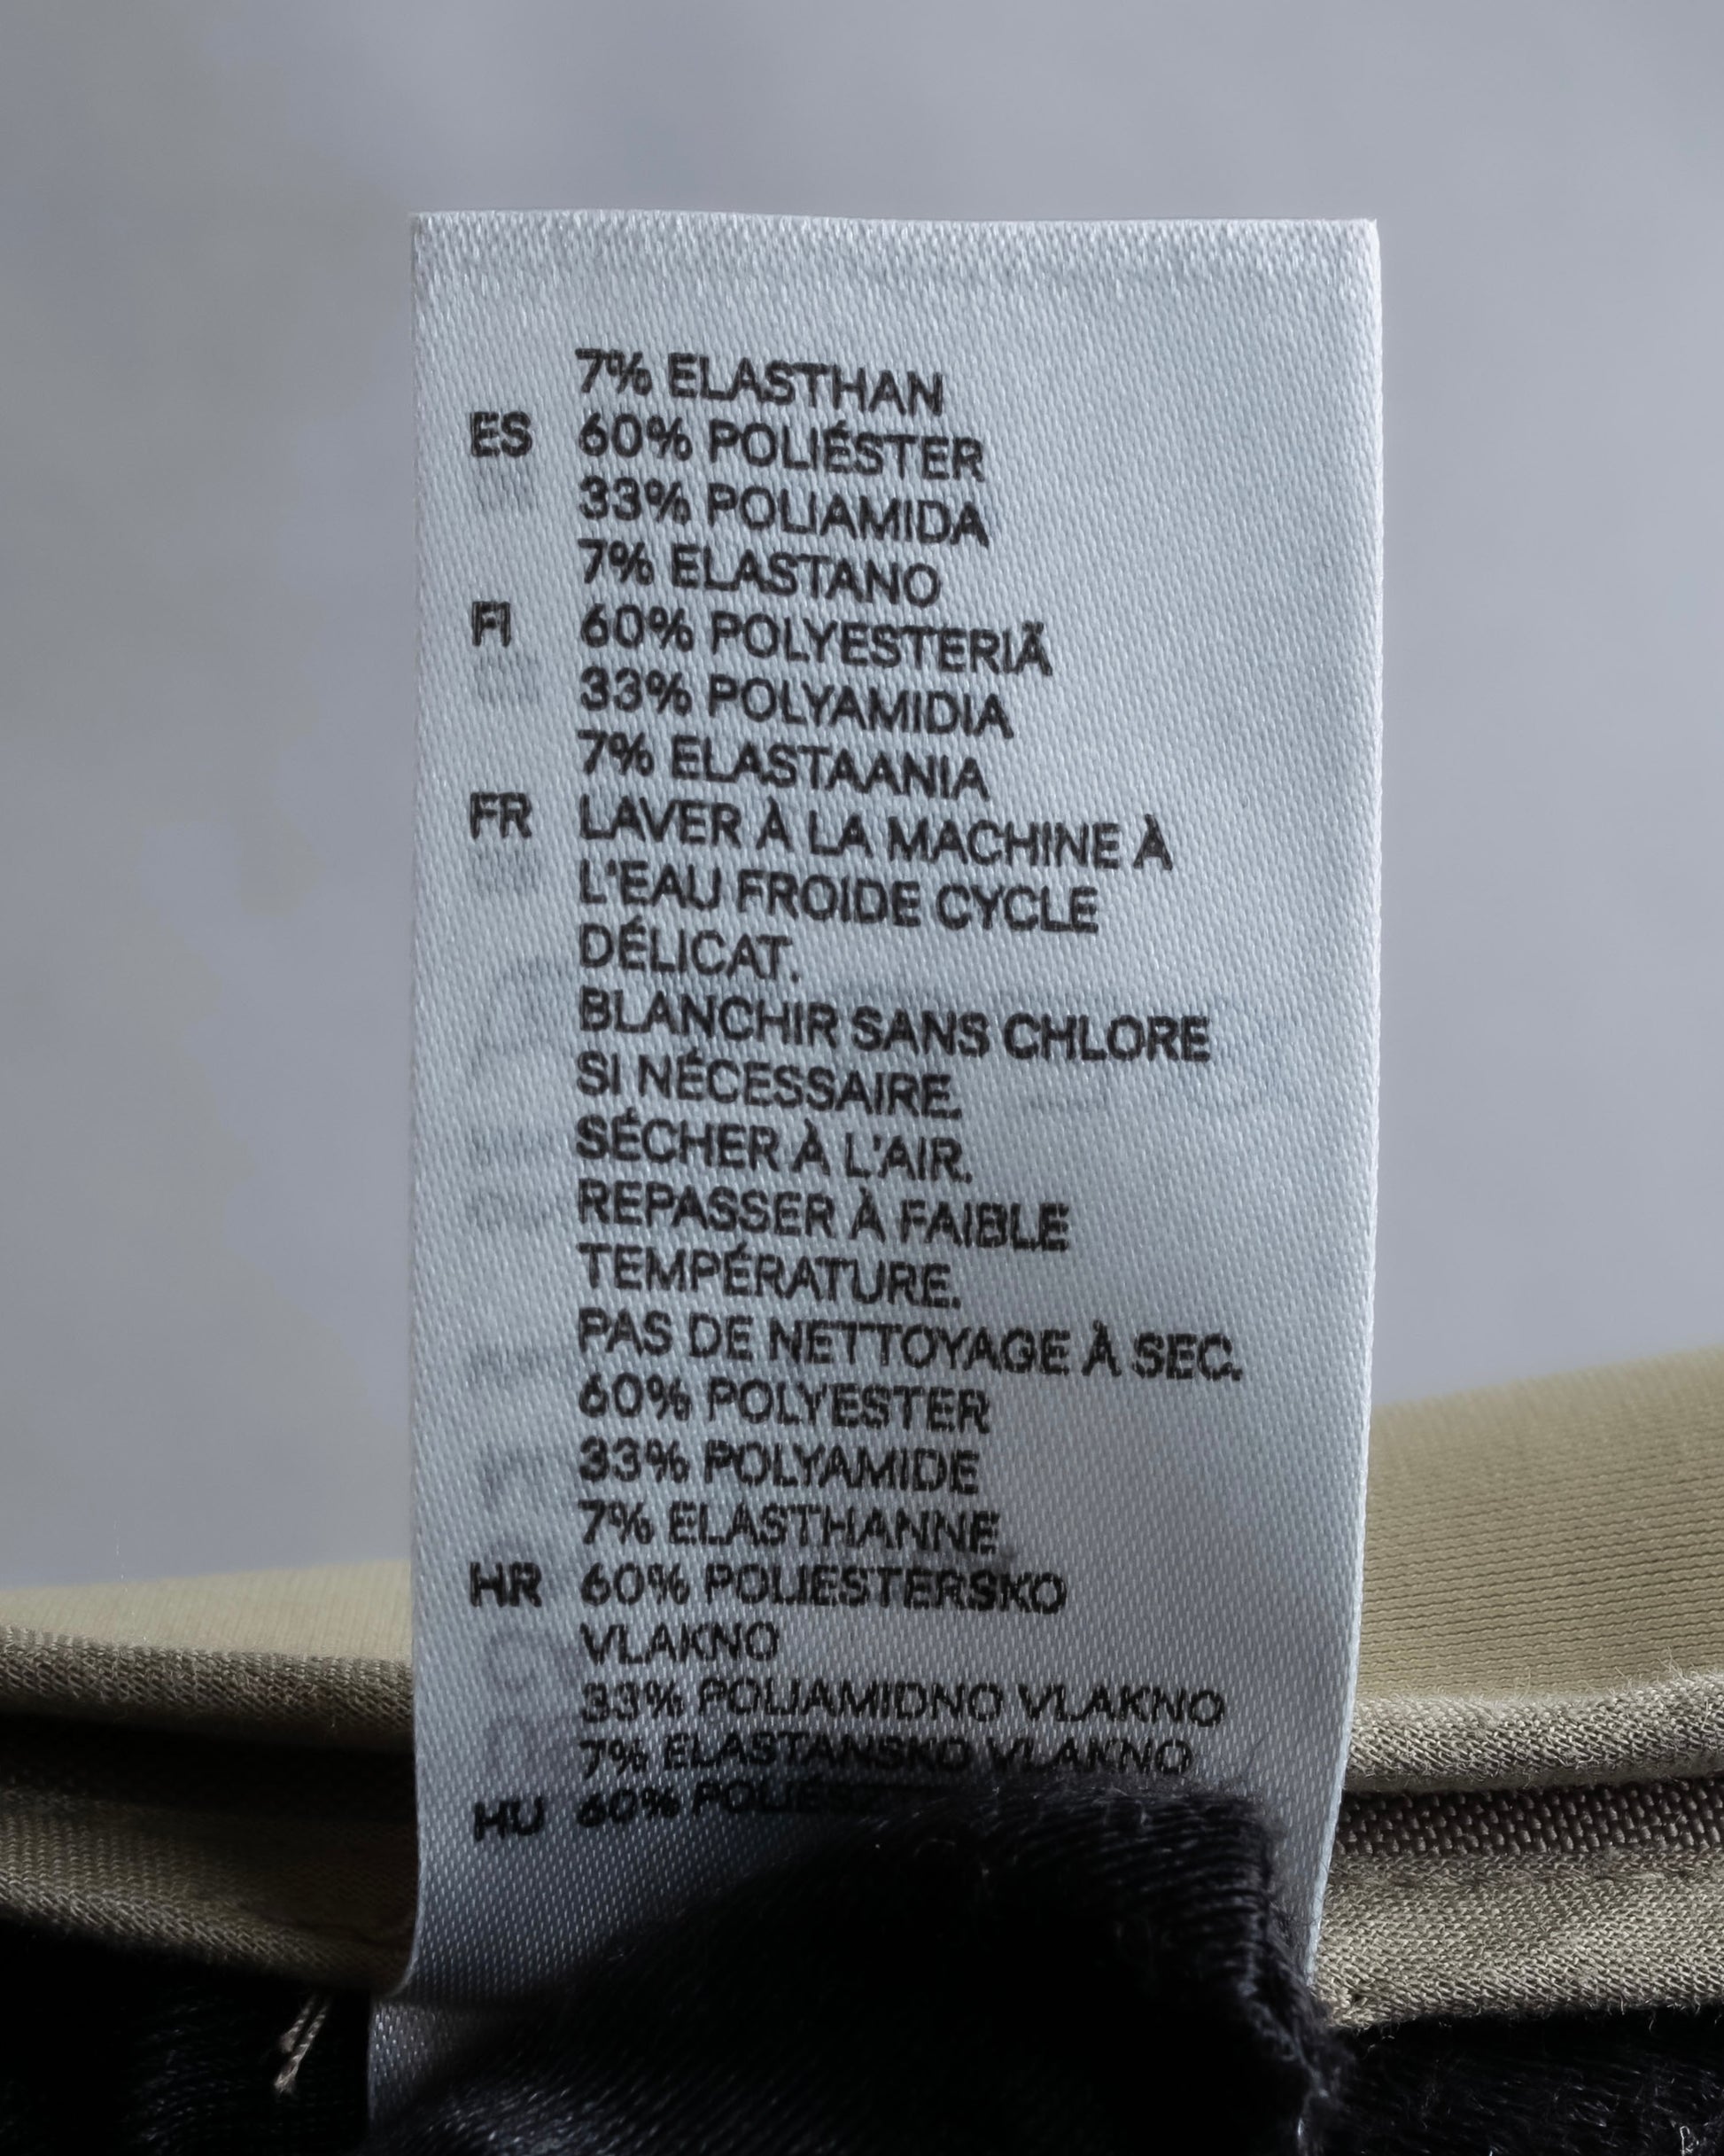 7% ELASTHAN
ES 60% POLIÉSTER
33% POLIAMIDA
7% ELASTANO
FI 60% POLYESTERIÄ
33% POLYAMIDIA
7% ELASTAANIA
FR LAVER À LA MACHINE À
L'EAU FROIDE CYCLE
DÉLICAT.
BLANCHIR SANS CHLORE
SI NÉCESSAIRE.
SÉCHER À L'AIR.
REPASSER À FAIBLE
TEMPÉRATURE.
PAS DE NETTOYAGE À SEC.
60% POLYESTER
33% POLYAMIDE
7% ELASTHANNE
HR 60% POLIESTERSKO
VLAKNO
33% POLIAMIDNO VLAKNO
7% ELASTANSKO VLAKNO
HU 60%